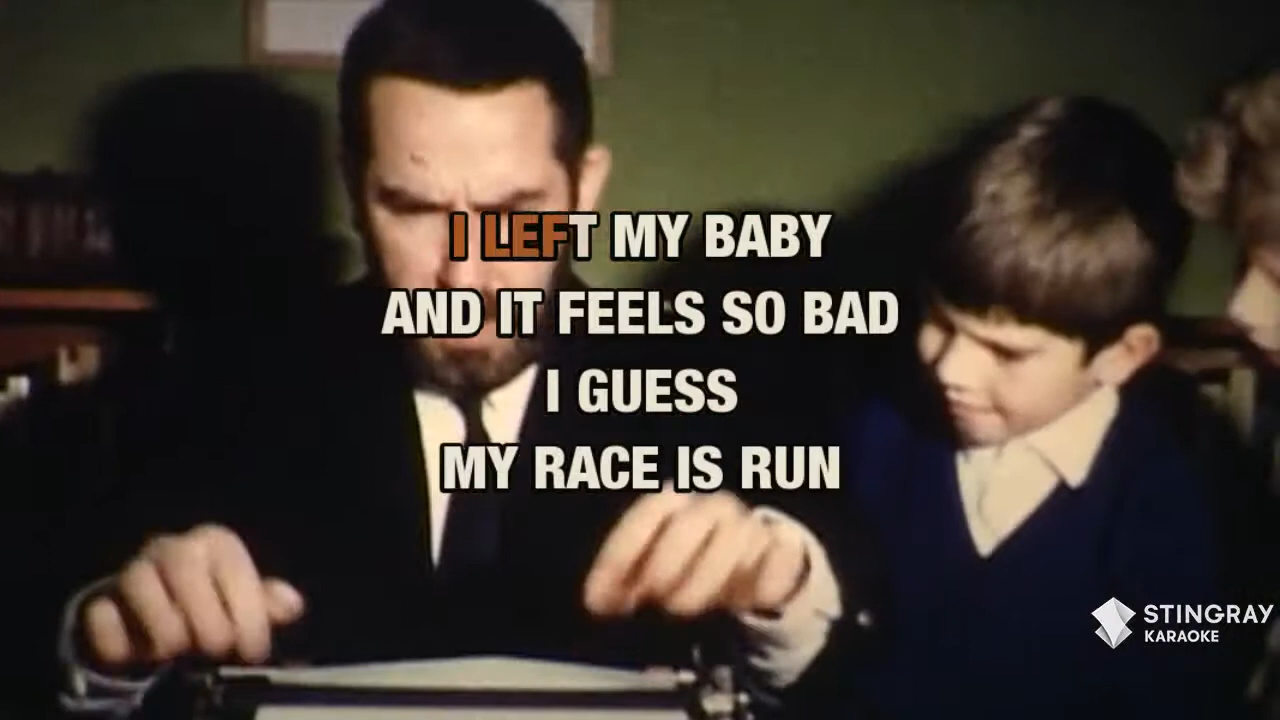 I LEFT MY BABY
AND IT FEELS SO BAD
I GUESS
MY RACE IS RUN
STINGRAY
KARAOKE